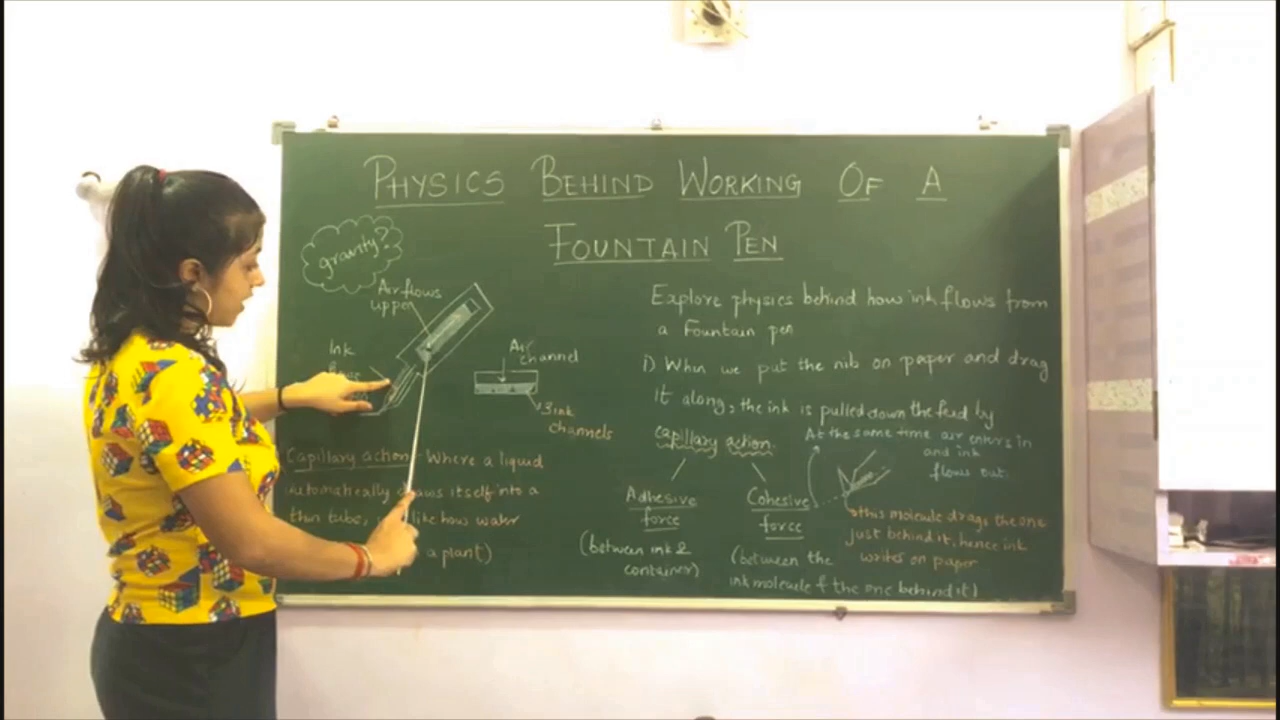 PHYSICS BEHIND WORKING OF A
FOUNTAIN PEN
gravity?
Air flows
upper
Ink
Air
channel
3 ink
channels
Capillary action - Where a liquid
automatically itself into a
thin tube, like how water
a plant)
Explore physics behind how ink flows from
a Fountain pen
i) When we put the nib on paper and drag
it along, the ink is pulled down the feed by
capillary action.
Adhesive
force
(between ink &
container)
Cohesive
force
(between the
ink molecule & the one behind it)
At the same time air enters in
and ink
flows out.
this molecule drags the one
just behind it, hence ink
writes on paper